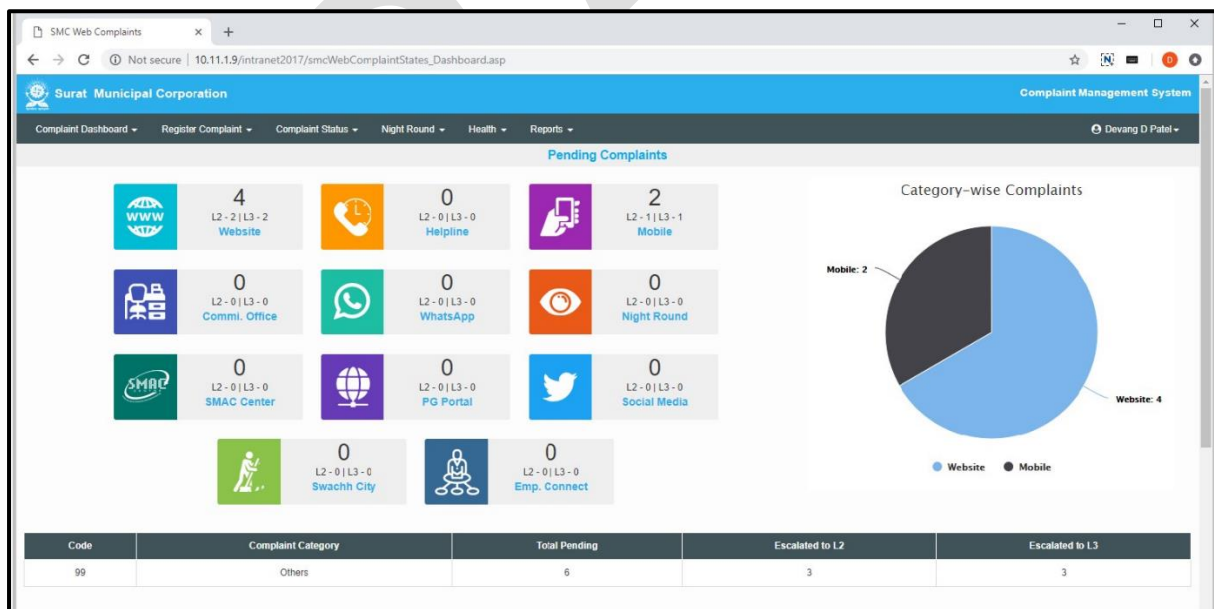 SMC Web Complaints
Not secure | 10.11.1.9/intranet2017/smcWebComplaintStates_Dashboard.asp
Surat Municipal Corporation Complaint Management System
Complaint Dashboard Register Complaint Complaint Status Night Round Health Reports Devang D Patel
Pending Complaints
WWW
4
L2 - 2 | L3 - 2
Website
0
L2 - 0 | L3 - 0
Helpline
2
L2 - 1 | L3 - 1
Mobile
0
L2 - 0 | L3 - 0
Commi. Office
0
L2 - 0 | L3 - 0
WhatsApp
0
L2 - 0 | L3 - 0
Night Round
SMAC
0
L2 - 0 | L3 - 0
SMAC Center
0
L2 - 0 | L3 - 0
PG Portal
0
L2 - 0 | L3 - 0
Social Media
0
L2 - 0 | L3 - 0
Swachh City
0
L2 - 0 | L3 - 0
Emp. Connect
Category-wise Complaints
Mobile: 2
Website: 4
Website Mobile
Code Complaint Category Total Pending Escalated to L2 Escalated to L3
99 Others 6 3 3